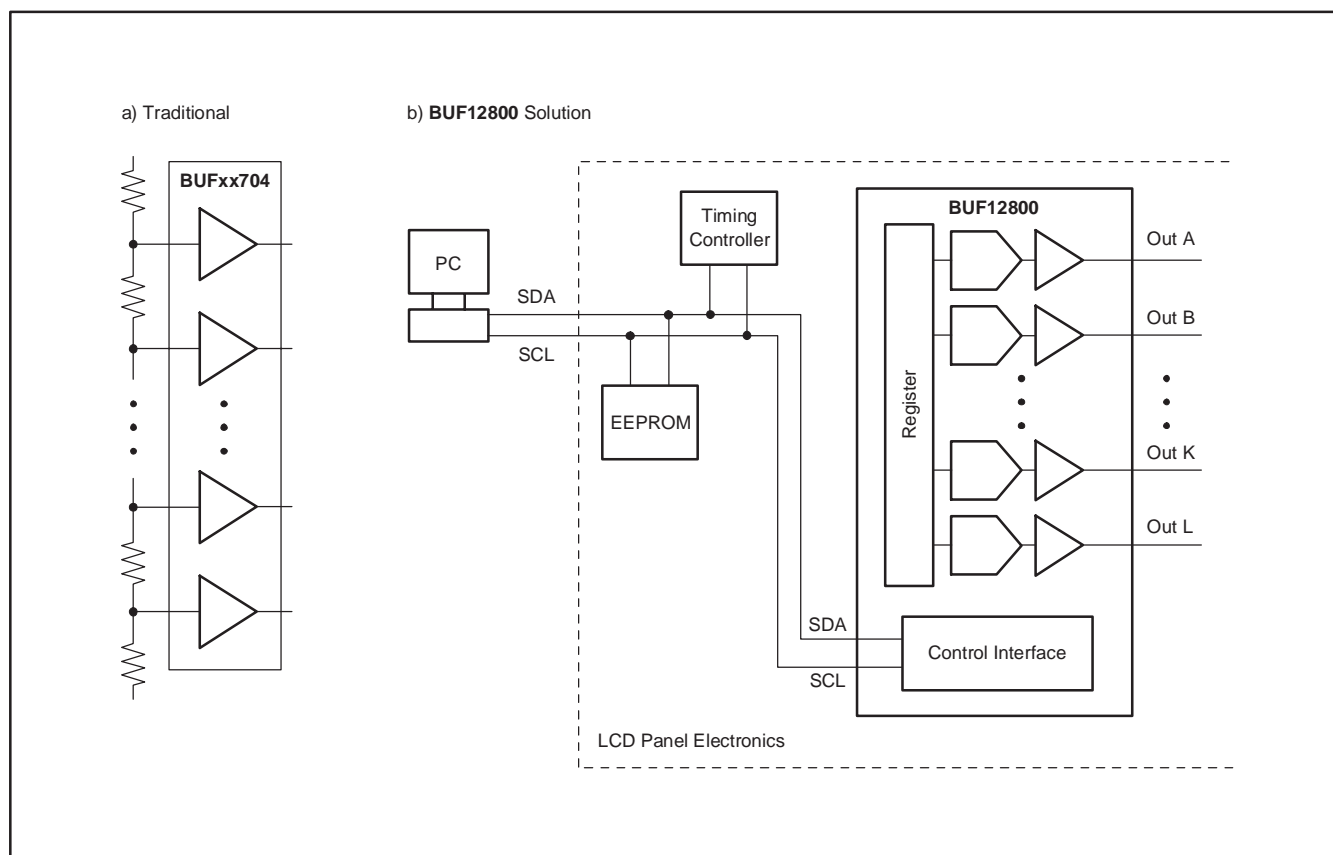 a) Traditional
b) BUF12800 Solution
BUFxx704
PC
SDA
SCL
Timing
Controller
EEPROM
BUF12800
Register
Out A
Out B
Out K
Out L
SDA
SCL
Control Interface
LCD Panel Electronics